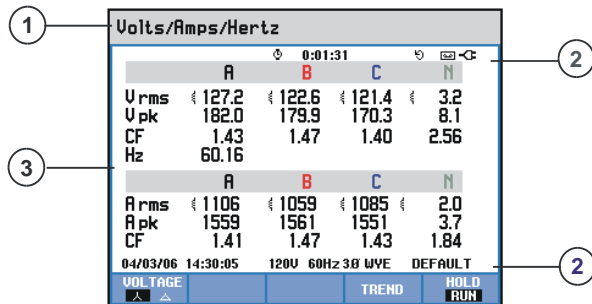 1
Volts/Amps/Hertz
0:01:31
2
A B C N
Vrms 127.2 122.6 121.4 3.2
Vpk 182.0 179.9 170.3 8.1
CF 1.43 1.47 1.40 2.56
Hz 60.16
3
A B C N
Arms 1106 1059 1085 2.0
Apk 1559 1561 1551 3.7
CF 1.41 1.47 1.43 1.84
04/03/06 14:30:05 120V 60Hz 3Ø WYE DEFAULT
2
VOLTAGE TREND HOLD
RUN